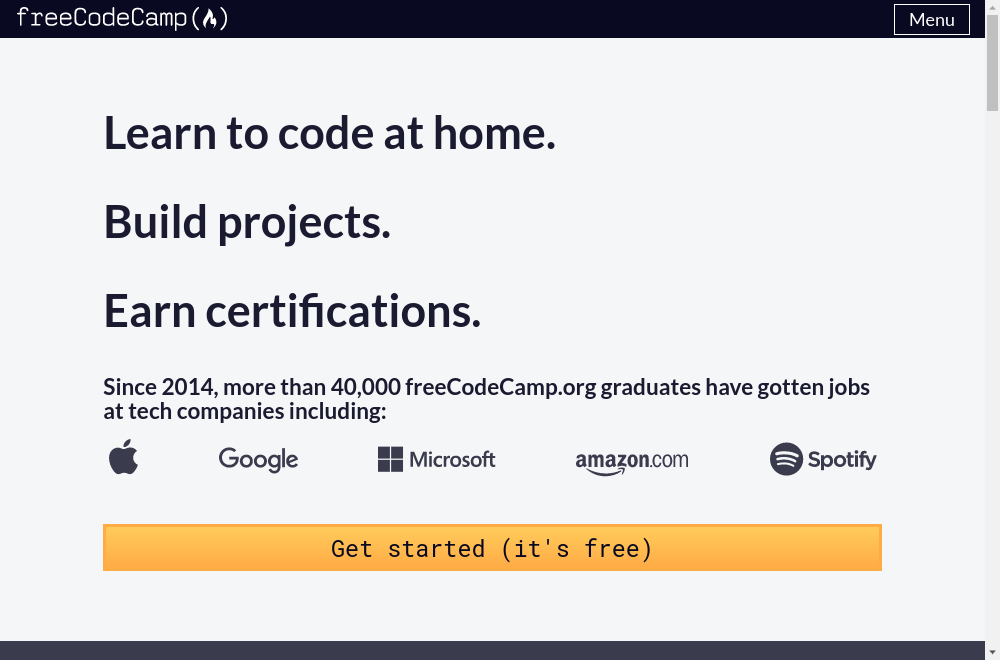 freeCodeCamp(🔥)
Menu
Learn to code at home.
Build projects.
Earn certifications.
Since 2014, more than 40,000 freeCodeCamp.org graduates have gotten jobs
at tech companies including:
Google Microsoft amazon.com Spotify
Get started (it's free)